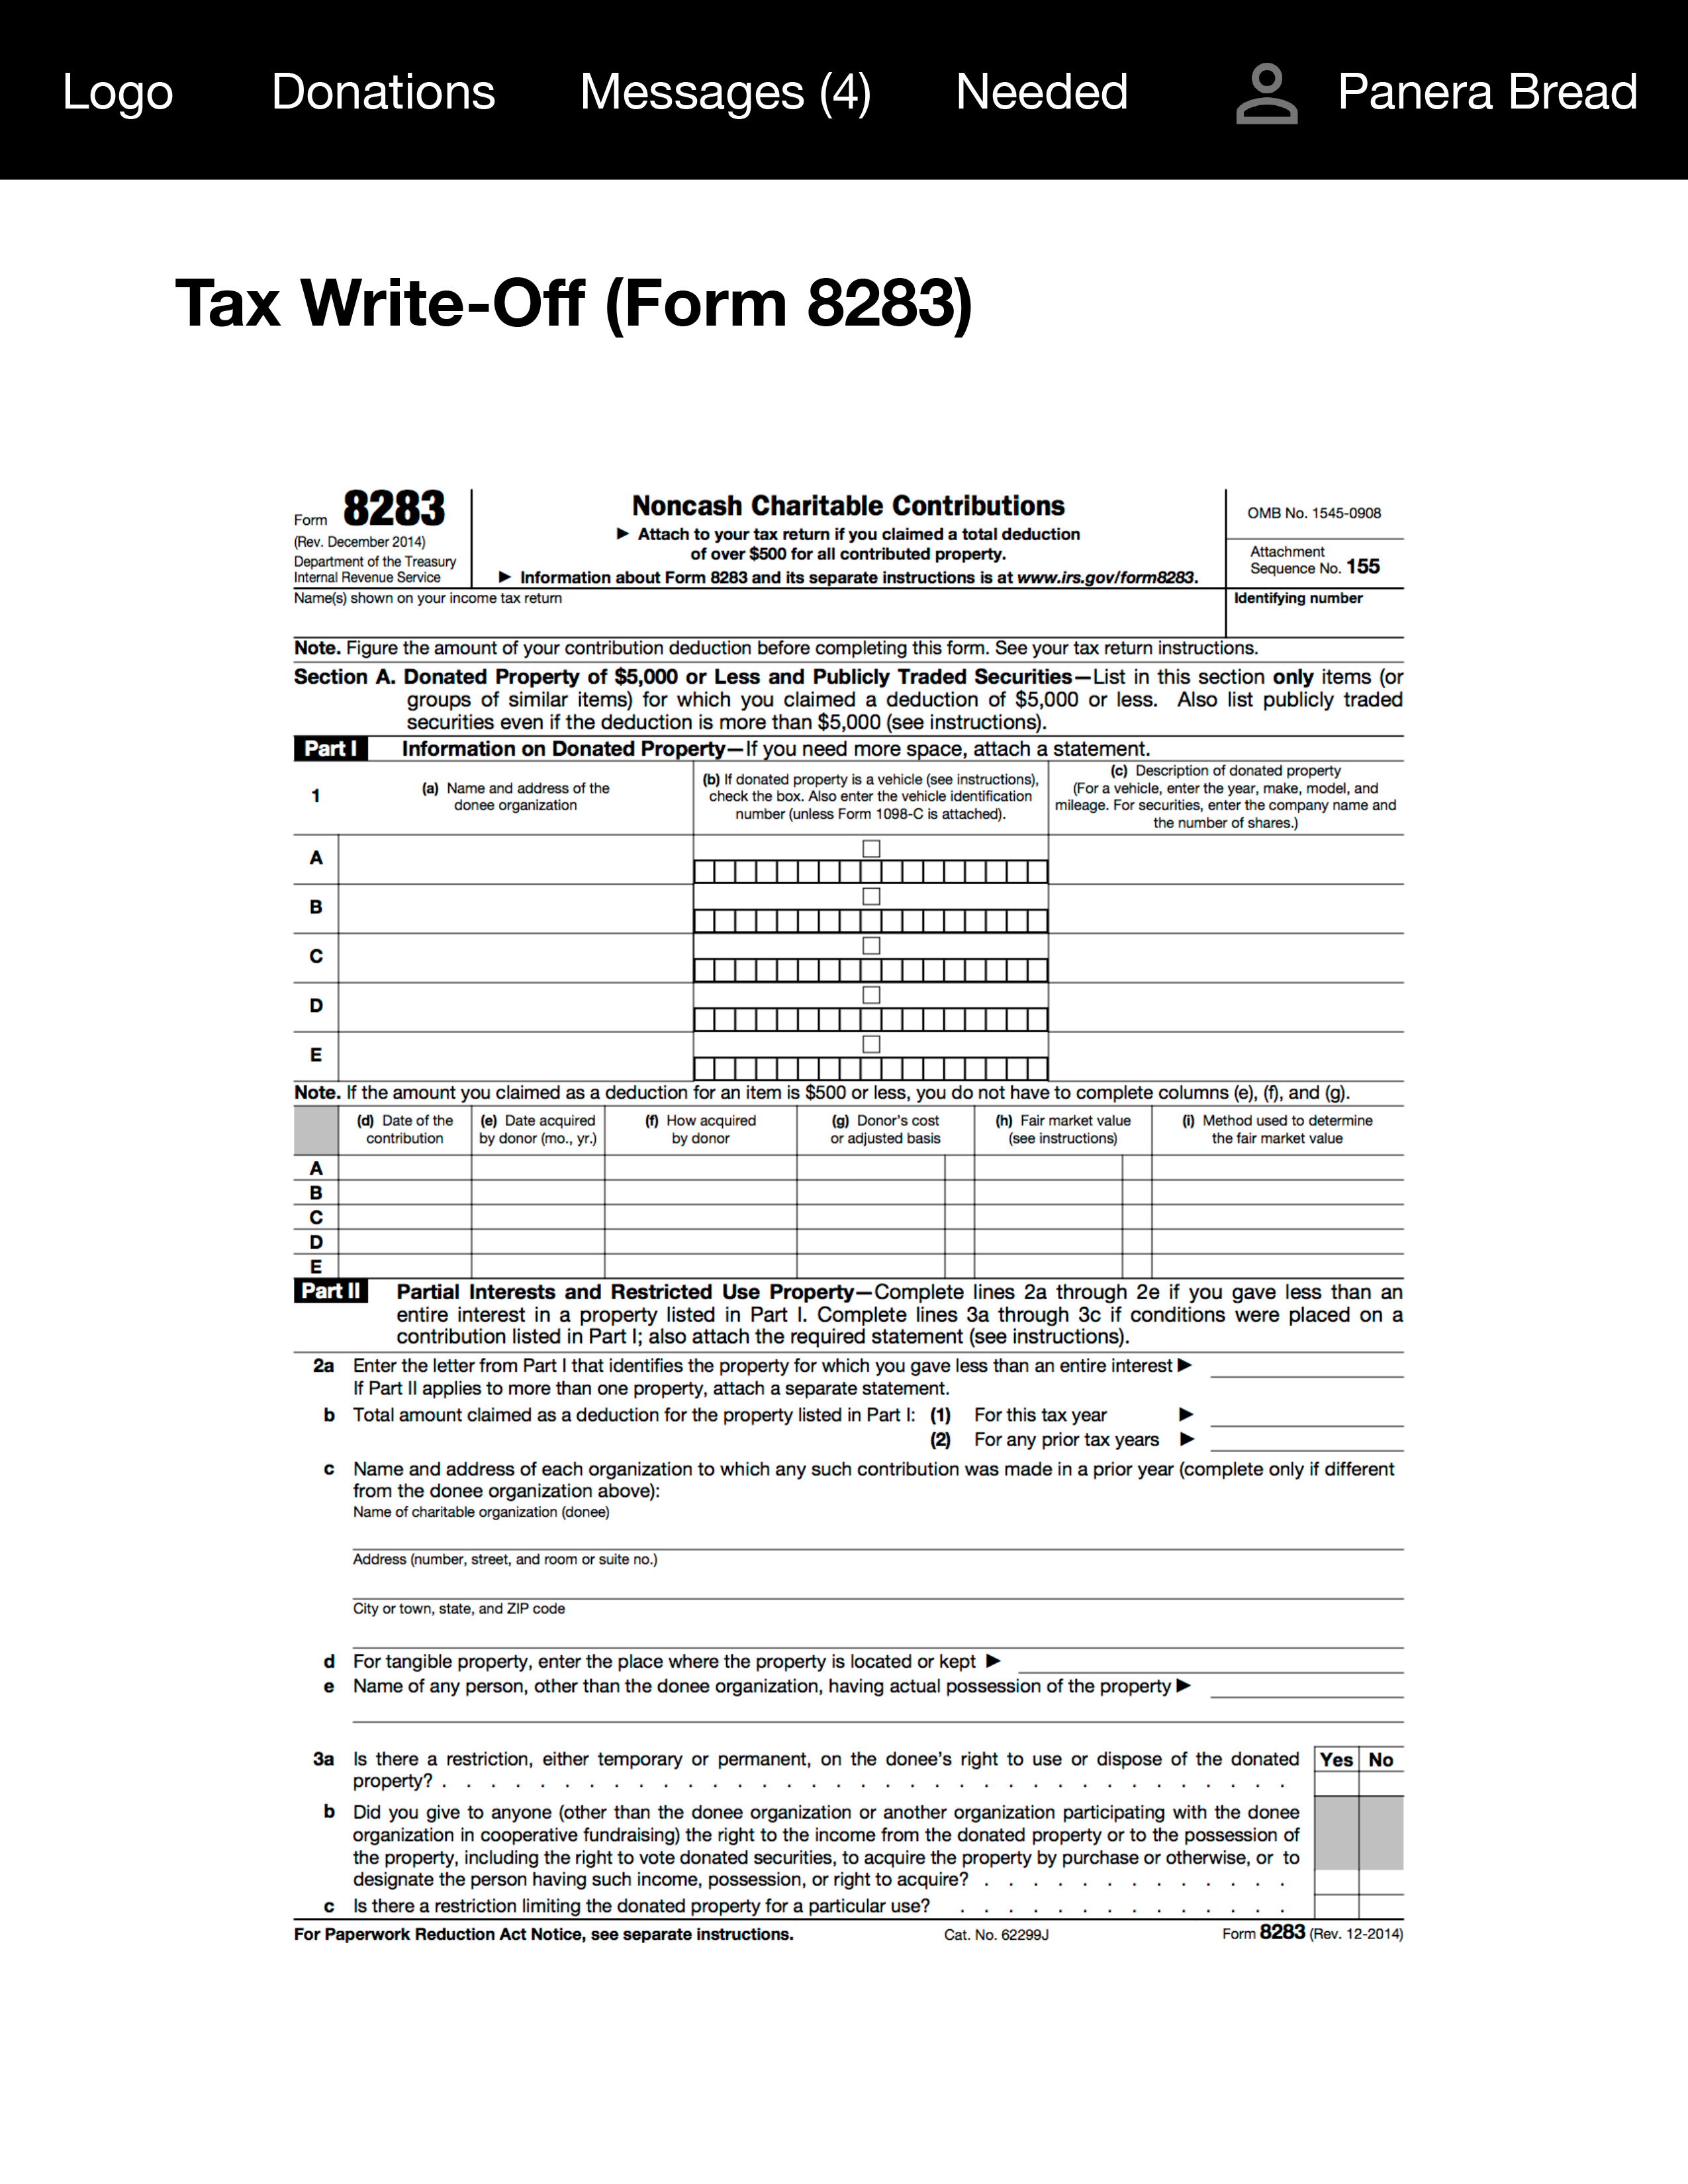 Logo Donations Messages (4) Needed Panera Bread
Tax Write-Off (Form 8283)
Form 8283
(Rev. December 2014)
Department of the Treasury
Internal Revenue Service
Noncash Charitable Contributions
► Attach to your tax return if you claimed a total deduction
of over $500 for all contributed property.
► Information about Form 8283 and its separate instructions is at www.irs.gov/form8283.
OMB No. 1545-0908
Attachment
Sequence No. 155
Name(s) shown on your income tax return
Identifying number
Note. Figure the amount of your contribution deduction before completing this form. See your tax return instructions.
Section A. Donated Property of $5,000 or Less and Publicly Traded Securities—List in this section only items (or
groups of similar items) for which you claimed a deduction of $5,000 or less. Also list publicly traded
securities even if the deduction is more than $5,000 (see instructions).
Part I Information on Donated Property—If you need more space, attach a statement.
1
(a) Name and address of the
donee organization
(b) If donated property is a vehicle (see instructions),
check the box. Also enter the vehicle identification
number (unless Form 1098-C is attached).
(c) Description of donated property
(For a vehicle, enter the year, make, model, and
mileage. For securities, enter the company name and
the number of shares.)
A
B
C
D
E
Note. If the amount you claimed as a deduction for an item is $500 or less, you do not have to complete columns (e), (f), and (g).
(d) Date of the
contribution
(e) Date acquired
by donor (mo., yr.)
(f) How acquired
by donor
(g) Donor's cost
or adjusted basis
(h) Fair market value
(see instructions)
(i) Method used to determine
the fair market value
A
B
C
D
E
Part II Partial Interests and Restricted Use Property—Complete lines 2a through 2e if you gave less than an
entire interest in a property listed in Part I. Complete lines 3a through 3c if conditions were placed on a
contribution listed in Part I; also attach the required statement (see instructions).
2a Enter the letter from Part I that identifies the property for which you gave less than an entire interest ►
If Part II applies to more than one property, attach a separate statement.
b Total amount claimed as a deduction for the property listed in Part I: (1) For this tax year ►
(2) For any prior tax years ►
c Name and address of each organization to which any such contribution was made in a prior year (complete only if different
from the donee organization above):
Name of charitable organization (donee)
Address (number, street, and room or suite no.)
City or town, state, and ZIP code
d For tangible property, enter the place where the property is located or kept ►
e Name of any person, other than the donee organization, having actual possession of the property ►
3a Is there a restriction, either temporary or permanent, on the donee's right to use or dispose of the donated
property? . . . . . . . . . . . . . . . . . . . . . . . . . . . . . . . . . . .
Yes No
b Did you give to anyone (other than the donee organization or another organization participating with the donee
organization in cooperative fundraising) the right to the income from the donated property or to the possession of
the property, including the right to vote donated securities, to acquire the property by purchase or otherwise, or to
designate the person having such income, possession, or right to acquire? . . . . . . . . . . . . .
c Is there a restriction limiting the donated property for a particular use? . . . . . . . . . . . . . .
For Paperwork Reduction Act Notice, see separate instructions. Cat. No. 62299J Form 8283 (Rev. 12-2014)